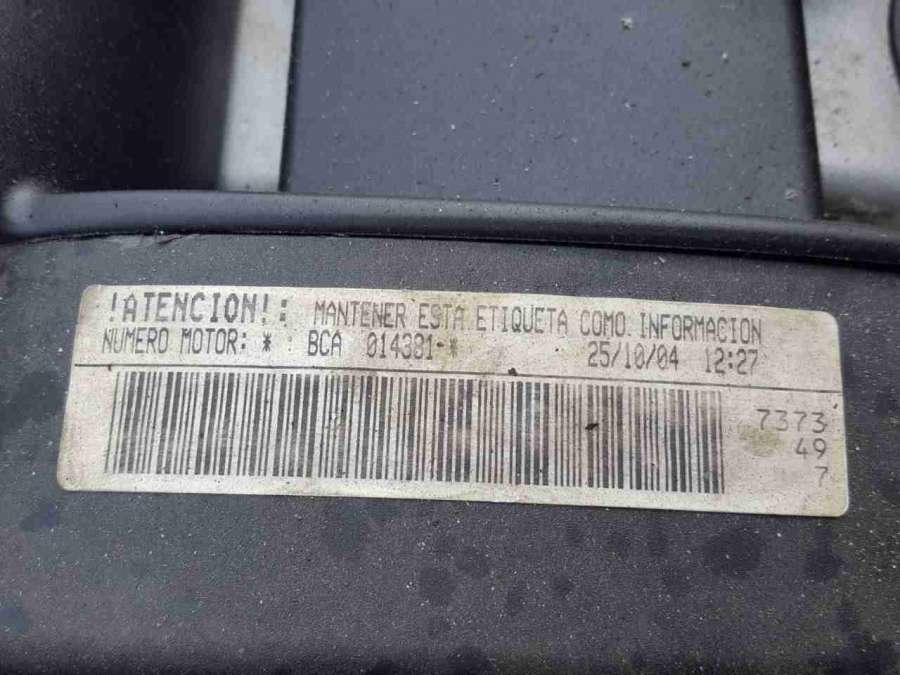 !ATENCION!: MANTENER ESTA ETIQUETA COMO INFORMACION
NUMERO MOTOR: * BCA 014381 * 25/10/04 12:27
7373
49
7